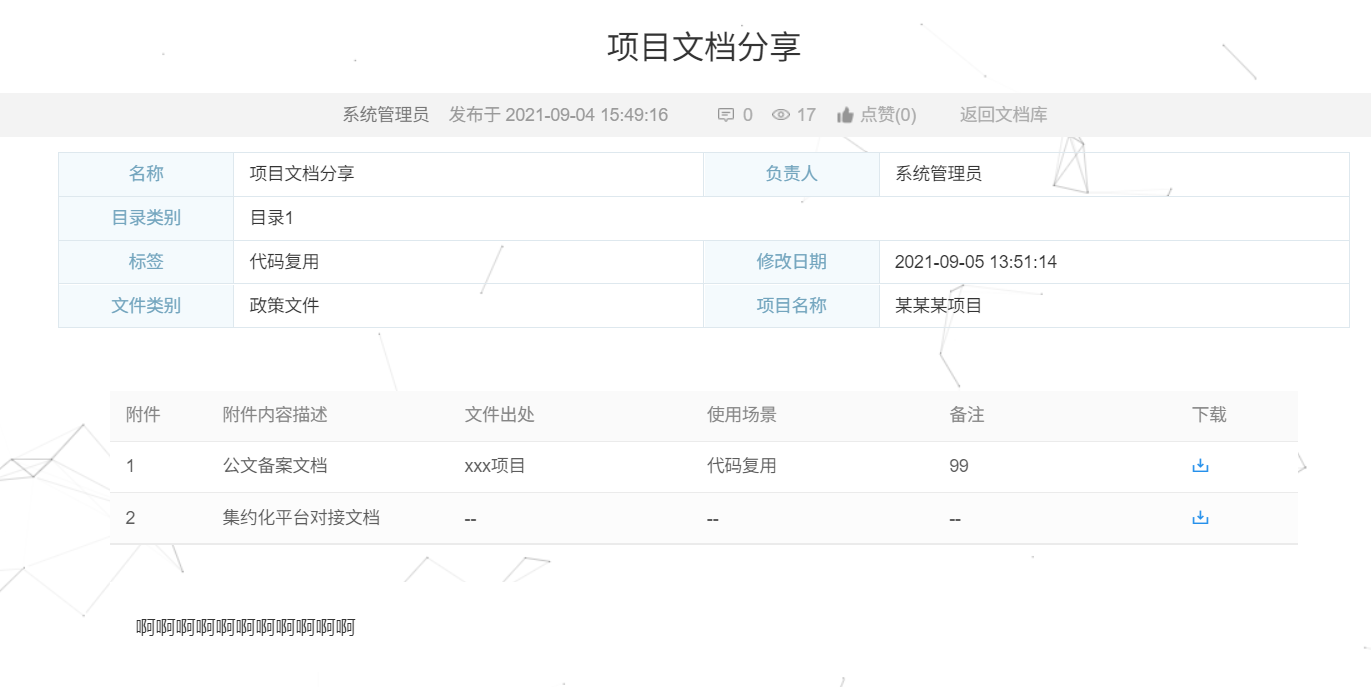 项目文档分享
系统管理员 发布于 2021-09-04 15:49:16 0 17 点赞(0) 返回文档库
名称 项目文档分享 负责人 系统管理员
目录类别 目录1
标签 代码复用 修改日期 2021-09-05 13:51:14
文件类别 政策文件 项目名称 某某某项目
附件 附件内容描述 文件出处 使用场景 备注 下载
1 公文备案文档 xxx项目 代码复用 99
2 集约化平台对接文档 -- -- --
啊啊啊啊啊啊啊啊啊啊啊